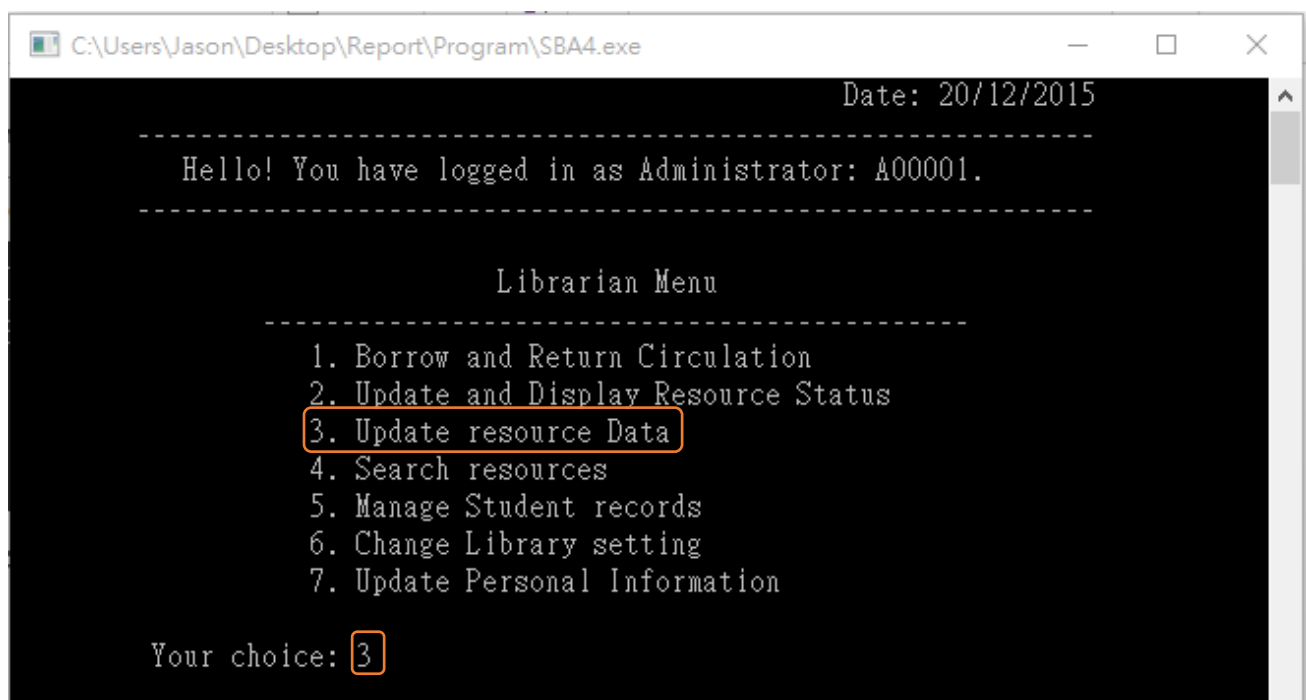 C:\Users\Jason\Desktop\Report\Program\SBA4.exe
Date: 20/12/2015
-------------------------------------------------------------
Hello! You have logged in as Administrator: A00001.
-------------------------------------------------------------
Librarian Menu
---------------------------------------------
1. Borrow and Return Circulation
2. Update and Display Resource Status
3. Update resource Data
4. Search resources
5. Manage Student records
6. Change Library setting
7. Update Personal Information
Your choice: 3